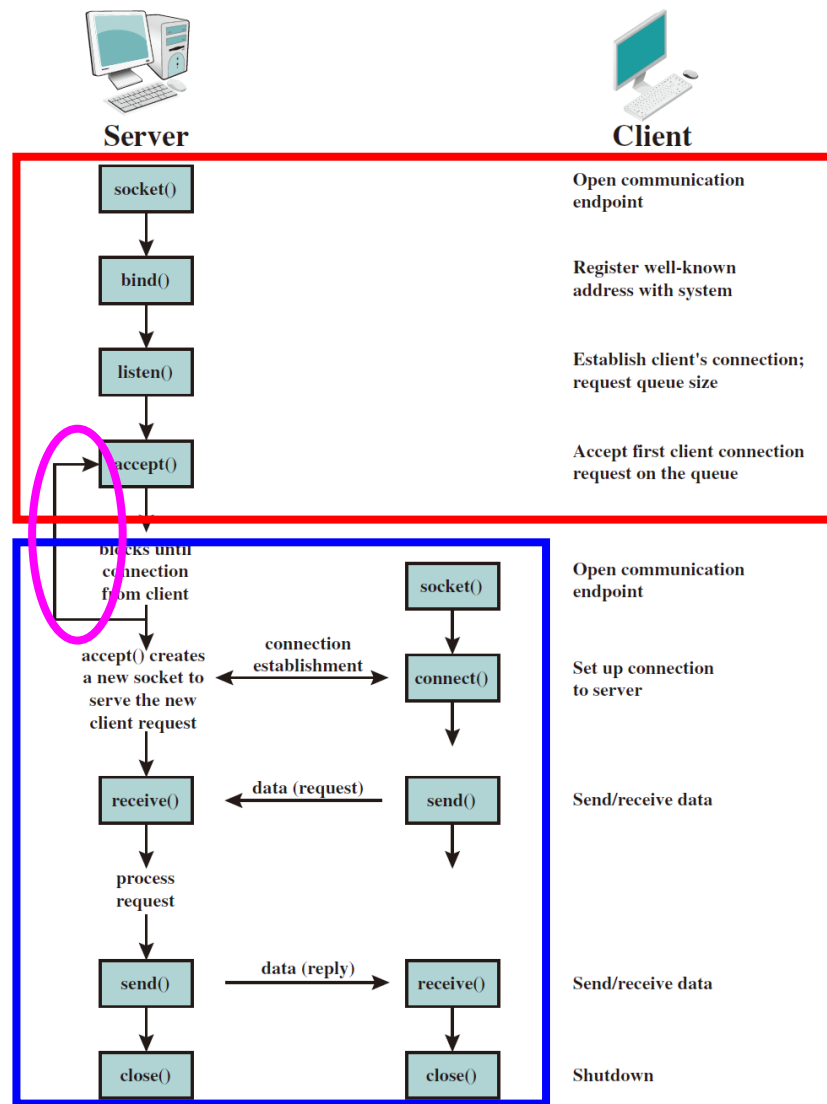 Server
Client
socket()
Open communication
endpoint
bind()
Register well-known
address with system
listen()
Establish client's connection;
request queue size
accept()
Accept first client connection
request on the queue
blocks until
connection
from client
socket()
Open communication
endpoint
accept() creates
a new socket to
serve the new
client request
connection
establishment
connect()
Set up connection
to server
receive()
data (request)
send()
Send/receive data
process
request
send()
data (reply)
receive()
Send/receive data
close()
close()
Shutdown